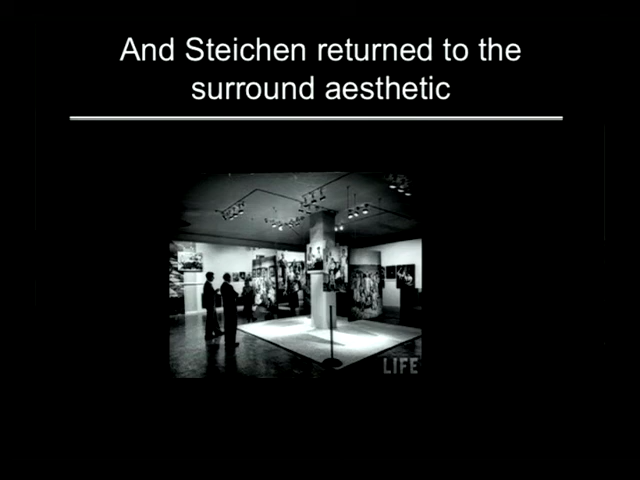 And Steichen returned to the
surround aesthetic
LIFE